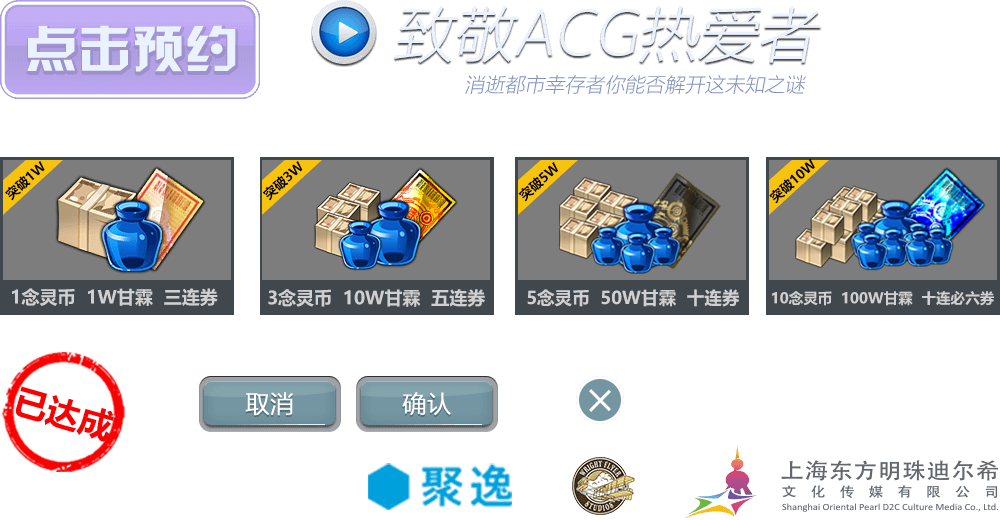 点击预约
致敬ACG热爱者
消逝都市幸存者你能否解开这未知之谜
突破1W
突破3W
突破5W
突破10W
1念灵币 1W甘霖 三连券
3念灵币 10W甘霖 五连券
5念灵币 50W甘霖 十连券
10念灵币 100W甘霖 十连必六券
已达成
取消
确认
聚逸
WRIGHT FLYER
STUDIOS
上海东方明珠迪尔希
文化传媒有限公司
Shanghai Oriental Pearl D2C Culture Media Co., Ltd.